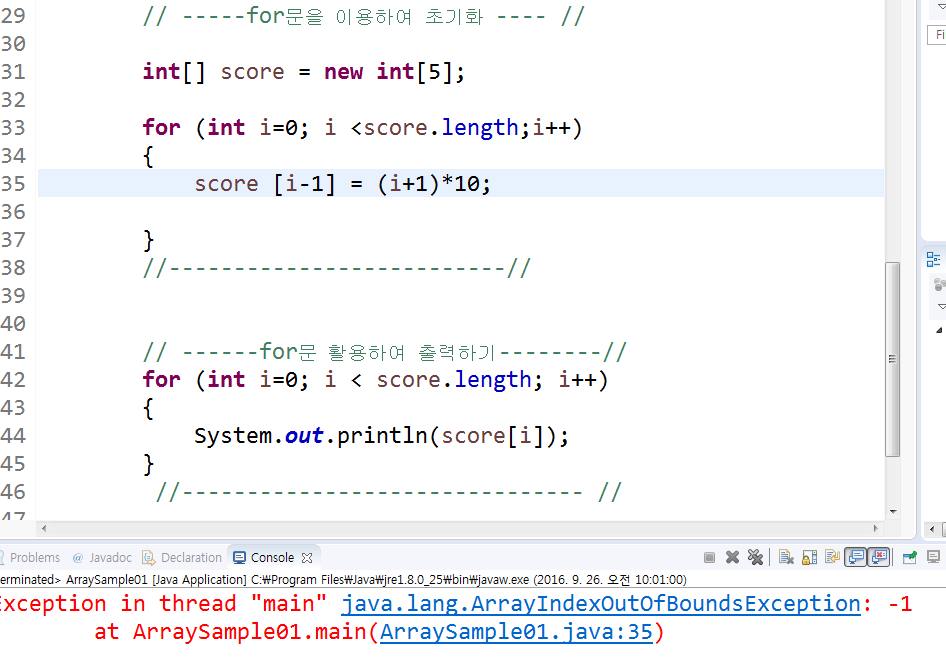 29 // -----for문을 이용하여 초기화 ---- //
30
31 int[] score = new int[5];
32
33 for (int i=0; i <score.length;i++)
34 {
35 score [i-1] = (i+1)*10;
36
37 }
38 //--------------------------//
39
40
41 // ------for문 활용하여 출력하기--------//
42 for (int i=0; i < score.length; i++)
43 {
44 System.out.println(score[i]);
45 }
46 //------------------------------- //
47
Fi
Problems @ Javadoc Declaration Console
erminated> ArraySample01 [Java Application] C:₩Program Files₩Java₩jre1.8.0_25₩bin₩javaw.exe (2016. 9. 26. 오전 10:01:00)
Exception in thread "main" java.lang.ArrayIndexOutOfBoundsException: -1
at ArraySample01.main(ArraySample01.java:35)